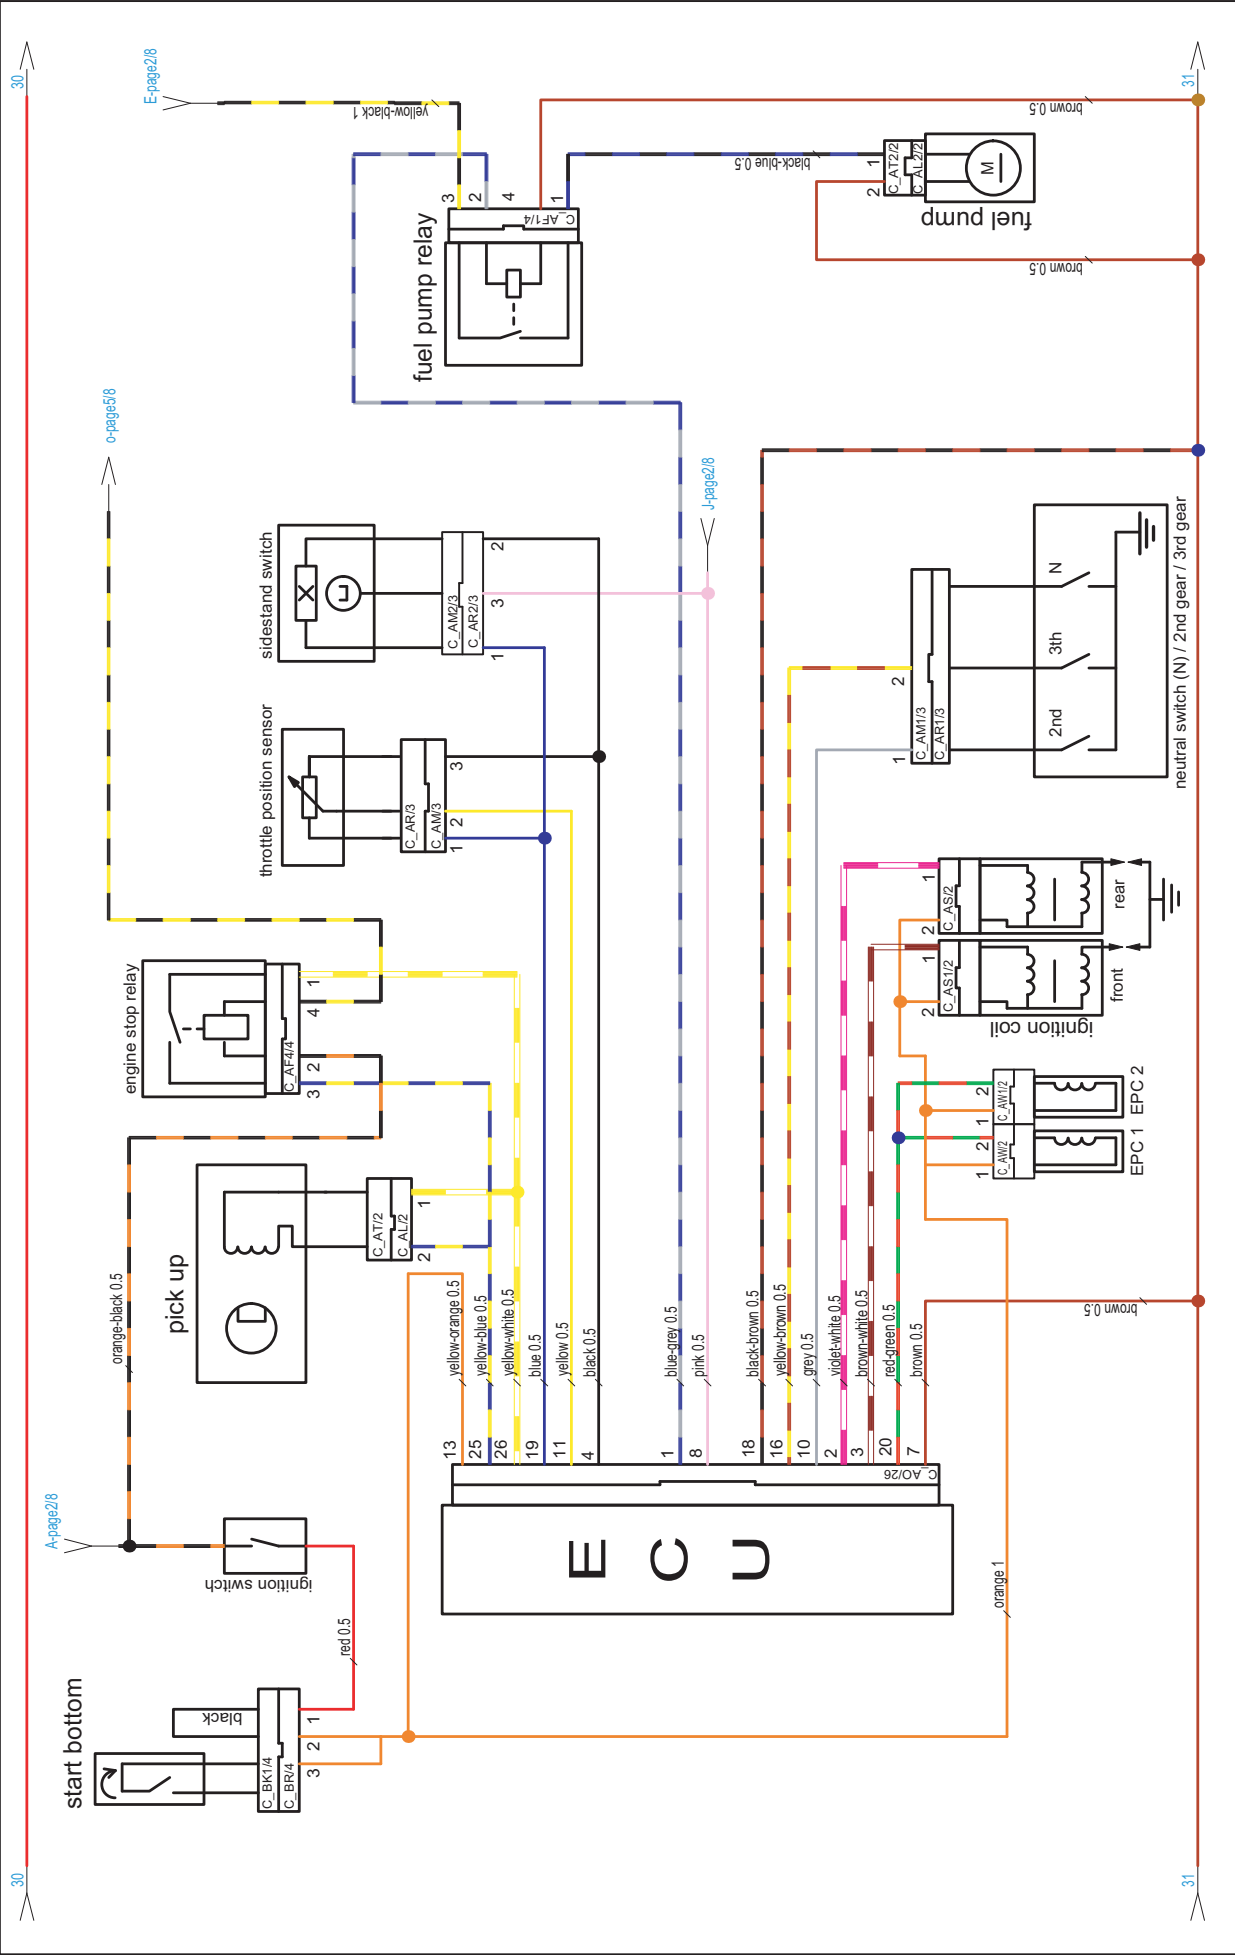 30
E-page2/8
yellow-black 1
31
brown 0.5
black-blue 0.5
1
2
C_AT2/2
C_AL2/2
M
fuel pump
brown 0.5
fuel pump relay
3
2
4
1
C_AF1/4
o-page5/8
J-page2/8
sidestand switch
C_AM2/3
C_AR2/3
2
3
1
throttle position sensor
C_AR/3
C_AM/3
3
2
1
neutral switch (N) / 2nd gear / 3rd gear
N
3th
2nd
C_AM1/3
C_AR1/3
2
1
engine stop relay
C_AF4/4
1
4
2
3
ignition coil
rear
front
C_AS/2
1
2
C_AS1/2
1
2
EPC 2
EPC 1
C_AW1/2
2
1
C_AW/2
2
1
pick up
C_AT/2
C_AL/2
1
2
orange-black 0.5
yellow-orange 0.5
yellow-blue 0.5
yellow-white 0.5
blue 0.5
yellow 0.5
black 0.5
blue-grey 0.5
pink 0.5
black-brown 0.5
yellow-brown 0.5
grey 0.5
violet-white 0.5
brown-white 0.5
red-green 0.5
brown 0.5
brown 0.5
13
25
26
19
11
4
1
8
18
16
10
2
3
20
7
C_AO/26
E C U
A-page2/8
ignition switch
red 0.5
orange 1
start bottom
black
C_BK1/4
C_BR/4
1
2
3
30
31